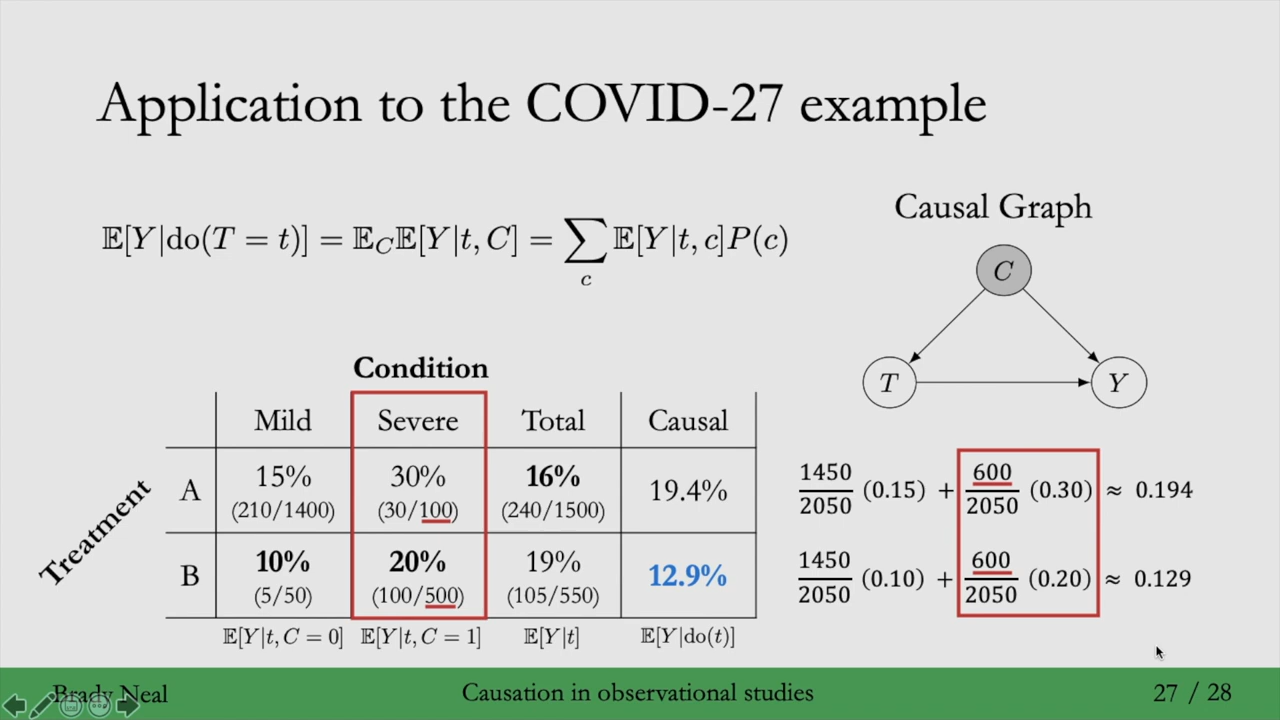 Application to the COVID-27 example
𝔼[Y|do(T = t)] = 𝔼_C𝔼[Y|t, C] = ∑_c 𝔼[Y|t, c]P(c)
Causal Graph
C
T
Y
Condition
Treatment
Mild Severe Total Causal
A 15% 30% 16% 19.4%
(210/1400) (30/100) (240/1500)
B 10% 20% 19% 12.9%
(5/50) (100/500) (105/550)
𝔼[Y|t, C = 0] 𝔼[Y|t, C = 1] 𝔼[Y|t] 𝔼[Y|do(t)]
1450/2050 (0.15) + 600/2050 (0.30) ≈ 0.194
1450/2050 (0.10) + 600/2050 (0.20) ≈ 0.129
Brady Neal Causation in observational studies 27 / 28